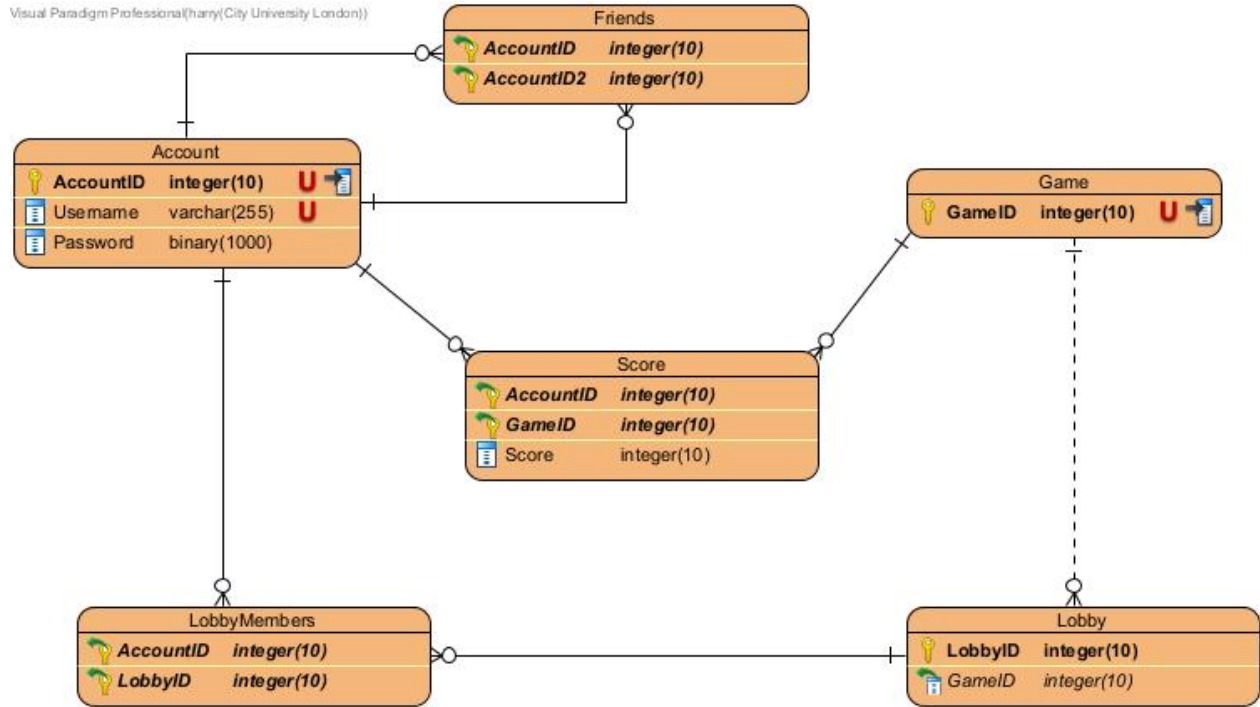 Visual Paradigm Professional(harry(City University London))
Friends
AccountID integer(10)
AccountID2 integer(10)
Account
AccountID integer(10) U
Username varchar(255) U
Password binary(1000)
Game
GameID integer(10) U
Score
AccountID integer(10)
GameID integer(10)
Score integer(10)
LobbyMembers
AccountID integer(10)
LobbyID integer(10)
Lobby
LobbyID integer(10)
GameID integer(10)